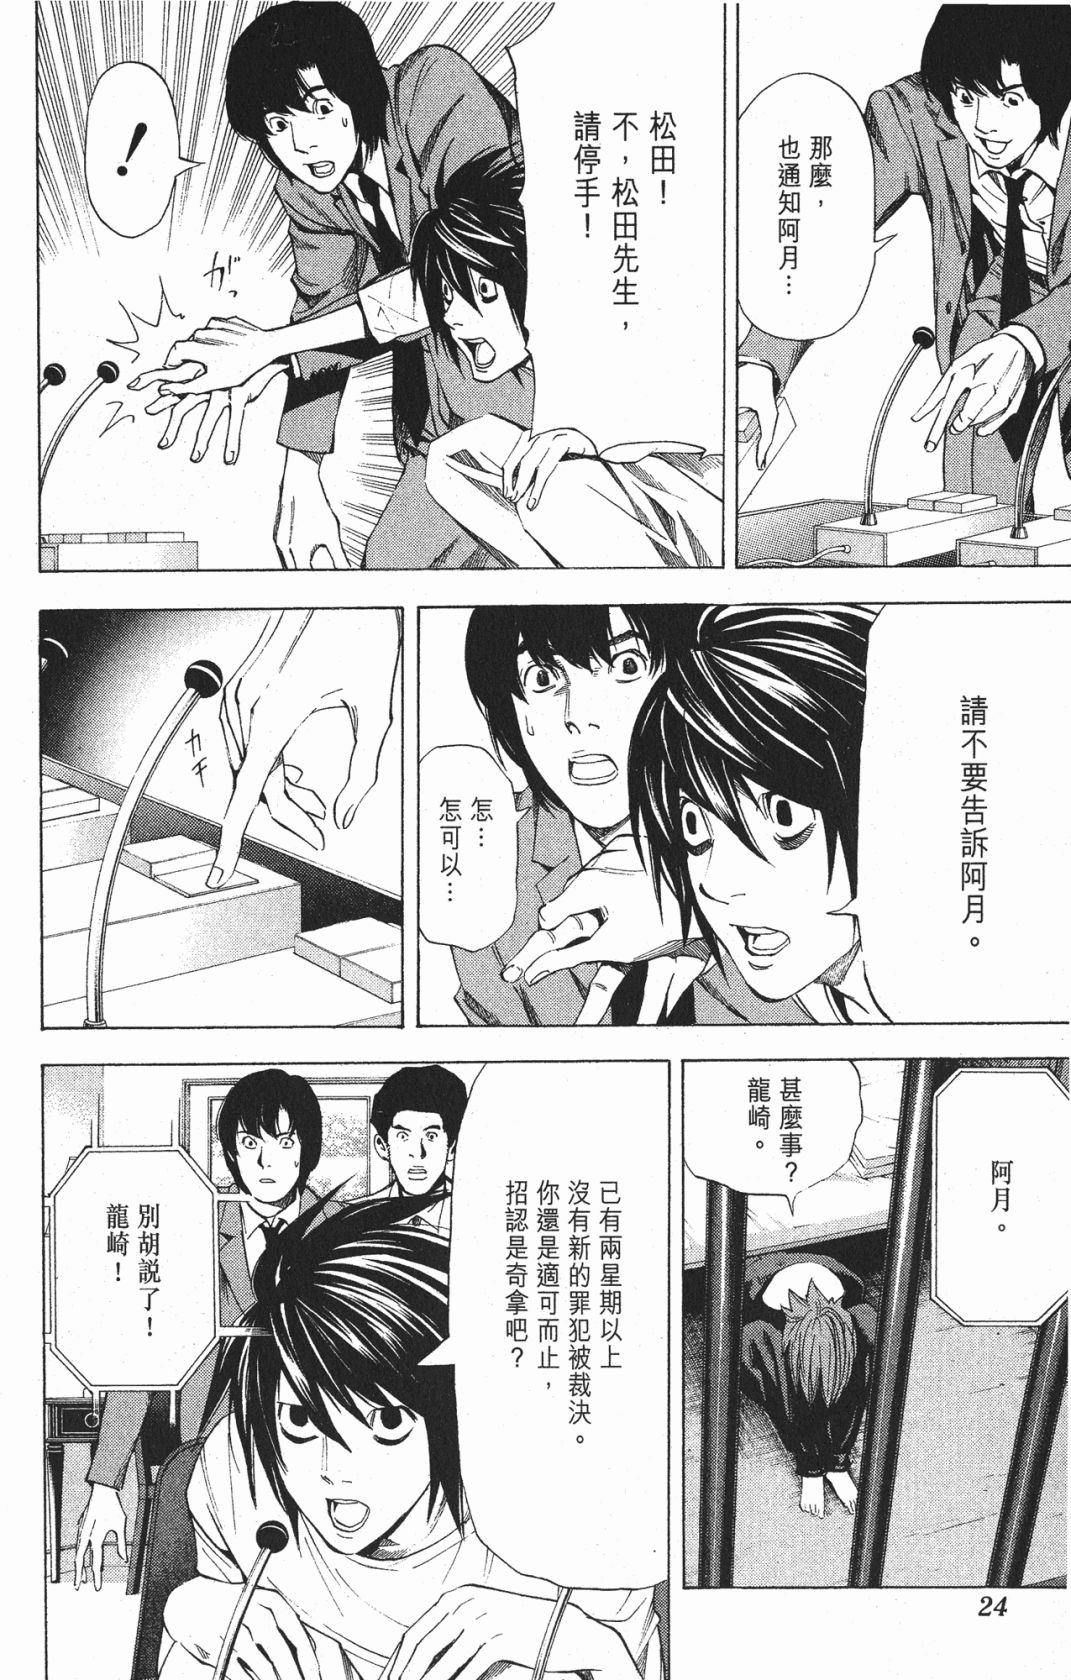 那麼，
也通知阿月…
松田！
不，松田先生，
請停手！
！
ガッ
請不要告訴阿月。
怎…
怎可以…
カチ
阿月。
甚麼事？
龍崎。
已有兩星期以上
沒有新的罪犯被裁決。
你還是適可而止，
招認是奇拿吧？
別胡說了！
龍崎！
24